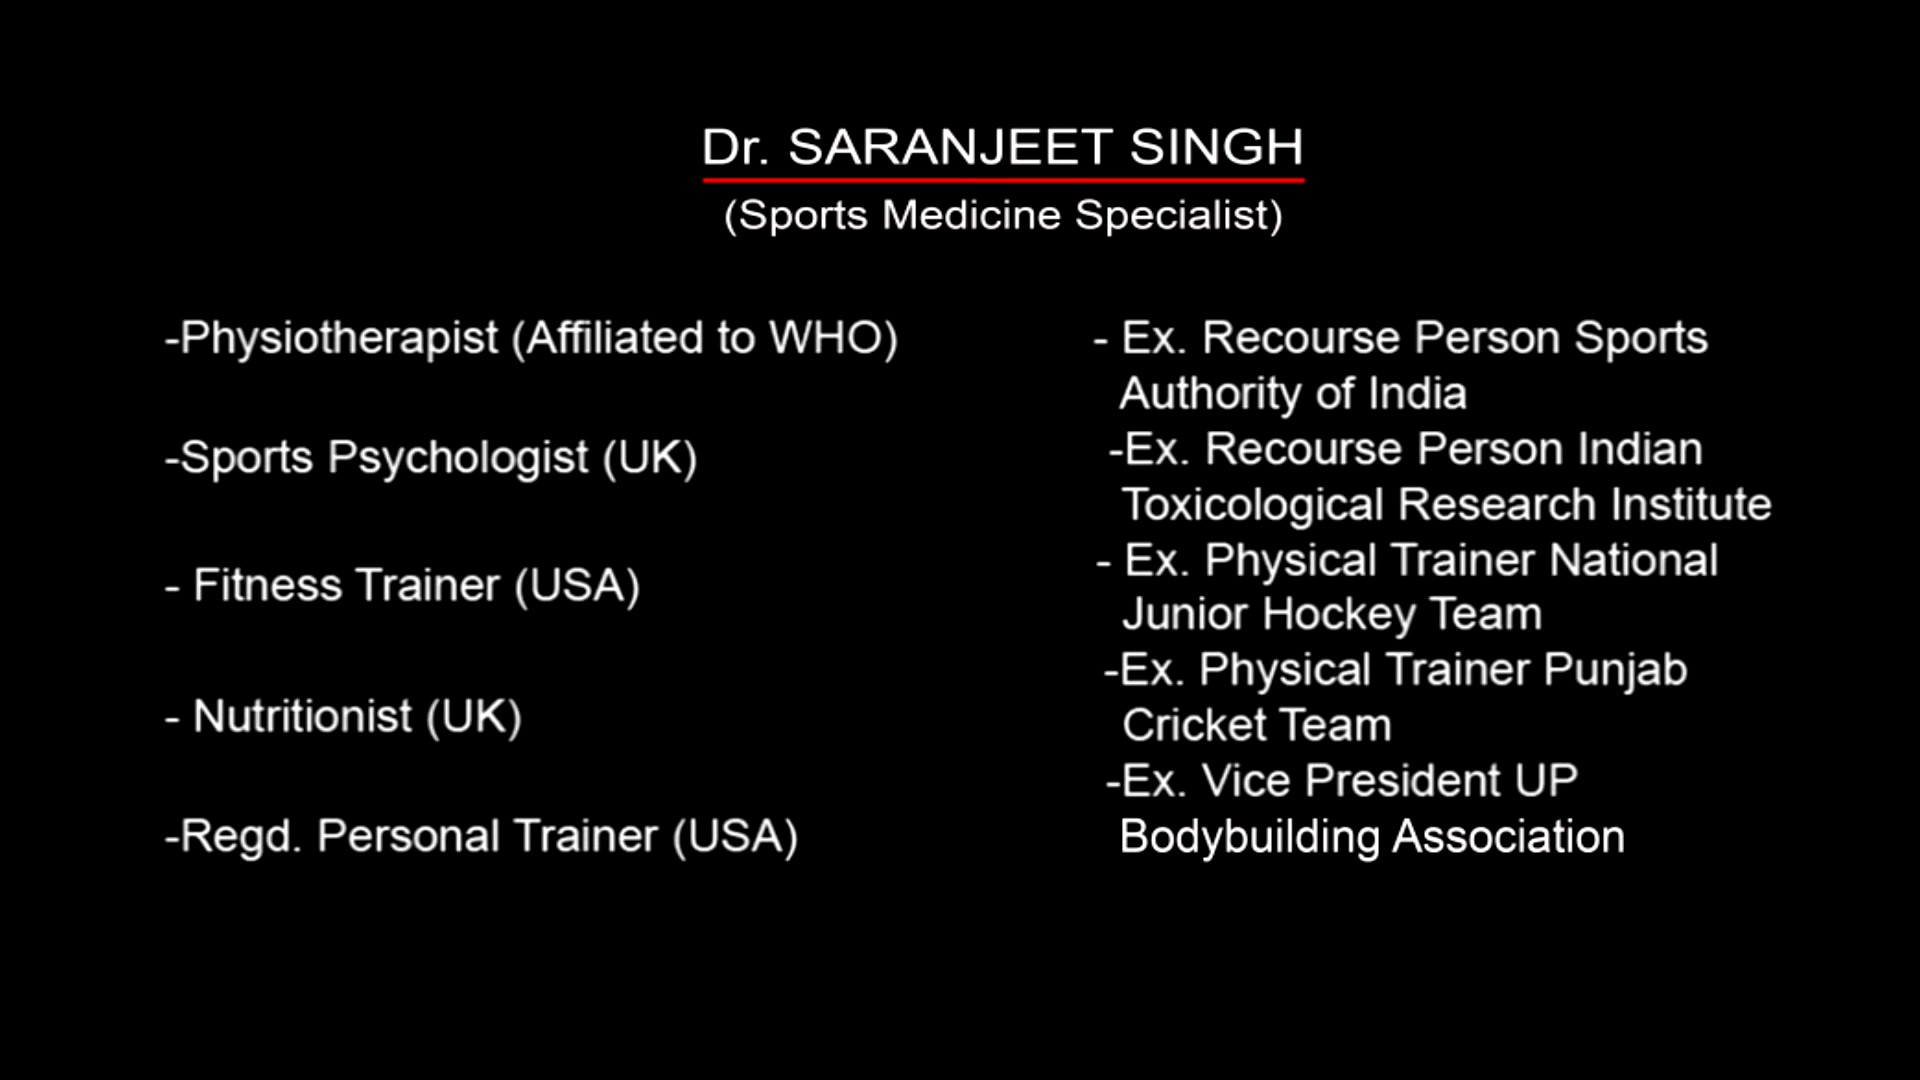 Dr. SARANJEET SINGH
(Sports Medicine Specialist)
-Physiotherapist (Affiliated to WHO)
-Sports Psychologist (UK)
- Fitness Trainer (USA)
- Nutritionist (UK)
-Regd. Personal Trainer (USA)
- Ex. Recourse Person Sports
Authority of India
-Ex. Recourse Person Indian
Toxicological Research Institute
- Ex. Physical Trainer National
Junior Hockey Team
-Ex. Physical Trainer Punjab
Cricket Team
-Ex. Vice President UP
Bodybuilding Association